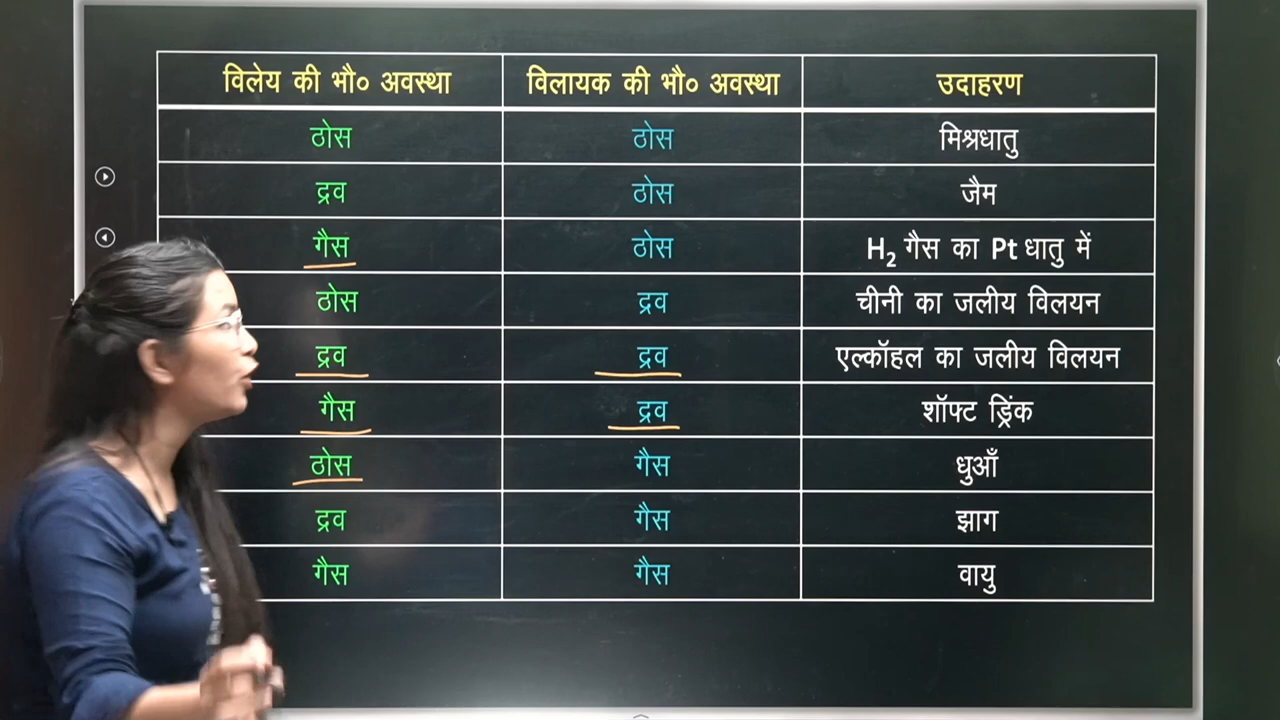 विलेय की भौ० अवस्था विलायक की भौ० अवस्था उदाहरण
ठोस ठोस मिश्रधातु
द्रव ठोस जैम
गैस ठोस H₂ गैस का Pt धातु में
ठोस द्रव चीनी का जलीय विलयन
द्रव द्रव एल्कॉहल का जलीय विलयन
गैस द्रव शॉफ्ट ड्रिंक
ठोस गैस धुआँ
द्रव गैस झाग
गैस गैस वायु